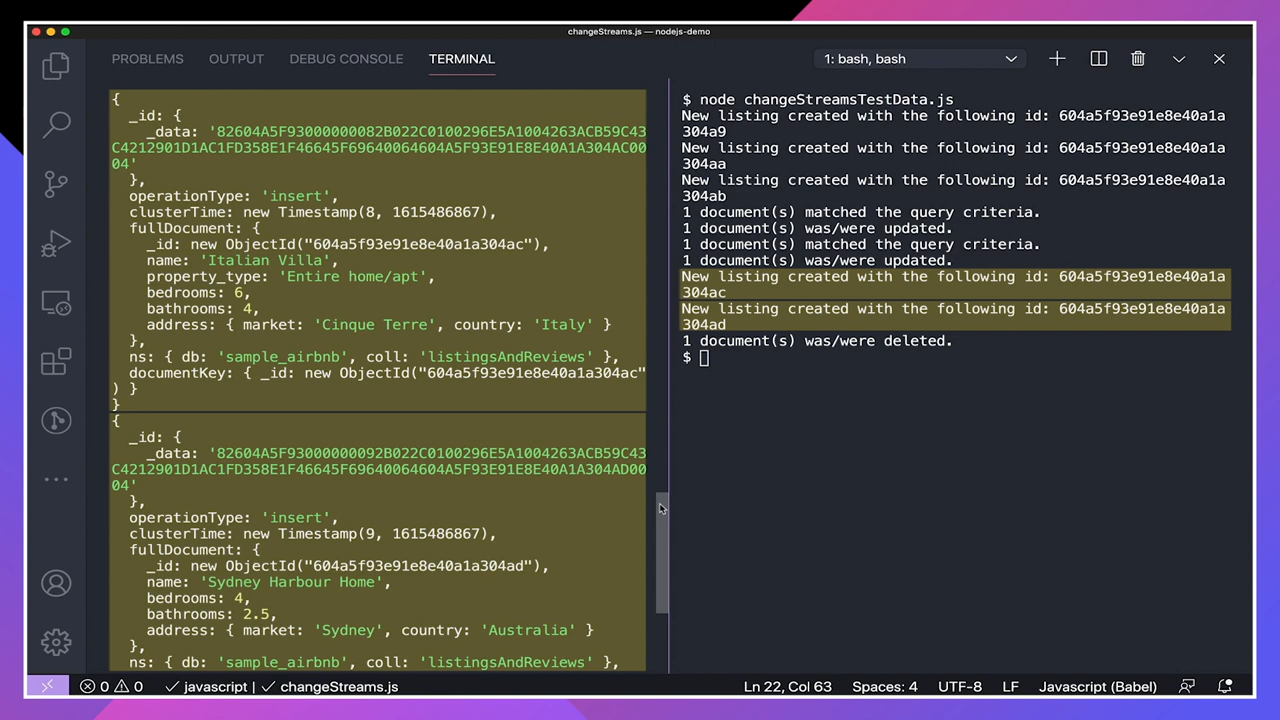 changeStreams.js — nodejs-demo
PROBLEMS OUTPUT DEBUG CONSOLE TERMINAL 1: bash, bash
{
_id: {
_data: '82604A5F93000000082B022C0100296E5A1004263ACB59C43
C4212901D1AC1FD358E1F46645F69640064604A5F93E91E8E40A1A304AC00
04'
},
operationType: 'insert',
clusterTime: new Timestamp(8, 1615486867),
fullDocument: {
_id: new ObjectId("604a5f93e91e8e40a1a304ac"),
name: 'Italian Villa',
property_type: 'Entire home/apt',
bedrooms: 6,
bathrooms: 4,
address: { market: 'Cinque Terre', country: 'Italy' }
},
ns: { db: 'sample_airbnb', coll: 'listingsAndReviews' },
documentKey: { _id: new ObjectId("604a5f93e91e8e40a1a304ac"
) }
}
{
_id: {
_data: '82604A5F93000000092B022C0100296E5A1004263ACB59C43
C4212901D1AC1FD358E1F46645F69640064604A5F93E91E8E40A1A304AD00
04'
},
operationType: 'insert',
clusterTime: new Timestamp(9, 1615486867),
fullDocument: {
_id: new ObjectId("604a5f93e91e8e40a1a304ad"),
name: 'Sydney Harbour Home',
bedrooms: 4,
bathrooms: 2.5,
address: { market: 'Sydney', country: 'Australia' }
},
ns: { db: 'sample_airbnb', coll: 'listingsAndReviews' },
$ node changeStreamsTestData.js
New listing created with the following id: 604a5f93e91e8e40a1a
304a9
New listing created with the following id: 604a5f93e91e8e40a1a
304aa
New listing created with the following id: 604a5f93e91e8e40a1a
304ab
1 document(s) matched the query criteria.
1 document(s) was/were updated.
1 document(s) matched the query criteria.
1 document(s) was/were updated.
New listing created with the following id: 604a5f93e91e8e40a1a
304ac
New listing created with the following id: 604a5f93e91e8e40a1a
304ad
1 document(s) was/were deleted.
$
0 0 javascript | changeStreams.js Ln 22, Col 63 Spaces: 4 UTF-8 LF Javascript (Babel)